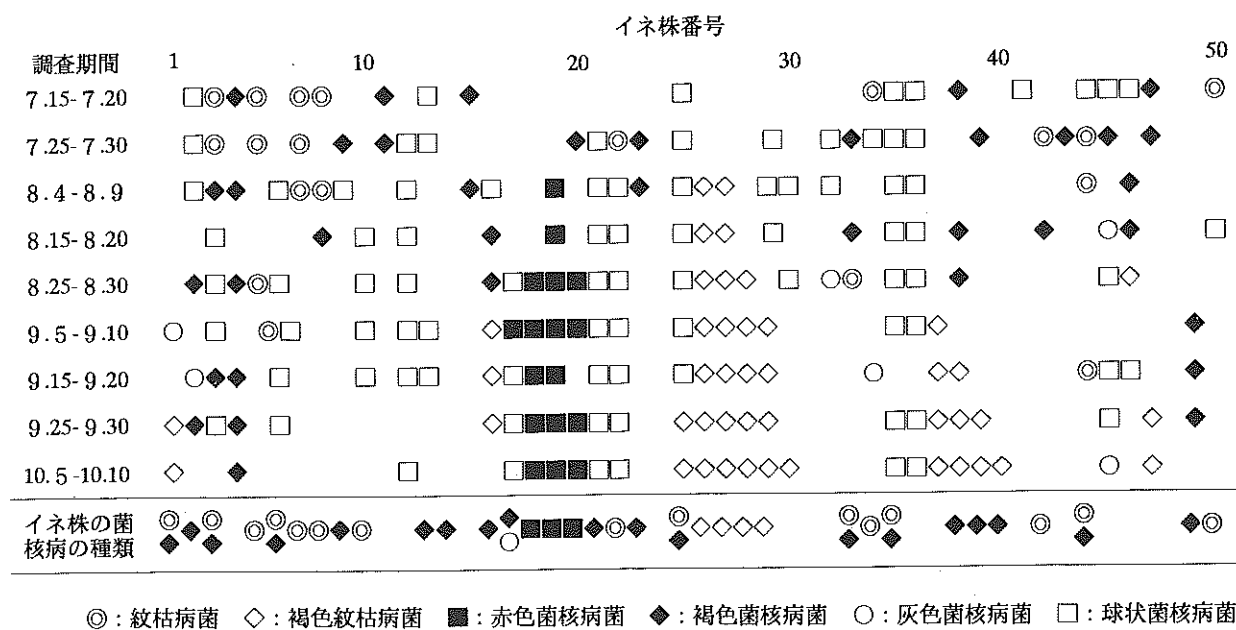 イネ株番号
調査期間 1 10 20 30 40 50
7.15-7.20
7.25-7.30
8.4-8.9
8.15-8.20
8.25-8.30
9.5-9.10
9.15-9.20
9.25-9.30
10.5-10.10
イネ株の菌
核病の種類
◎：紋枯病菌 ◇：褐色紋枯病菌 ■：赤色菌核病菌 ◆：褐色菌核病菌 ○：灰色菌核病菌 □：球状菌核病菌